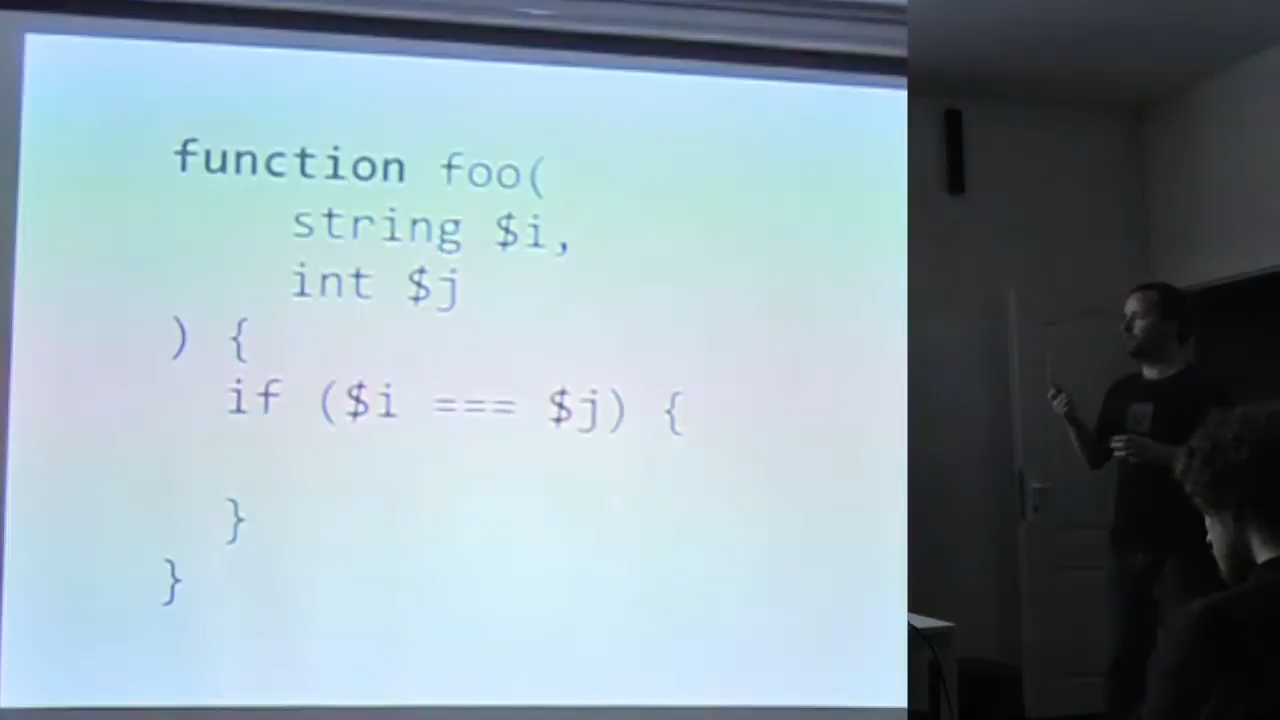 function foo(
string $i,
int $j
) {
if ($i === $j) {
}
}